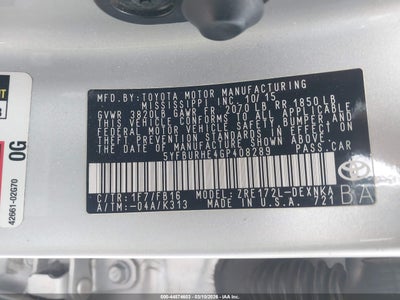 MFD.BY:TOYOTA MOTOR MANUFACTURING
MISSISSIPPI INC. 10/15
GVWR 3820LB GAWR FR 2070LB RR 1850LB
THIS VEHICLE CONFORMS TO ALL APPLICABLE
FEDERAL MOTOR VEHICLE SAFETY, BUMPER, AND
THEFT PREVENTION STANDARDS IN EFFECT ON
THE DATE OF MANUFACTURE SHOWN ABOVE.
5YFBURHE4GP408289 PASS.CAR
C/TR:1F7/FB16 MODEL:ZRE172L-DEXNKA
A/TM:-04A/K313 MADE IN U.S.A. 721
TOYOTA
BA
0G
42661-02G70